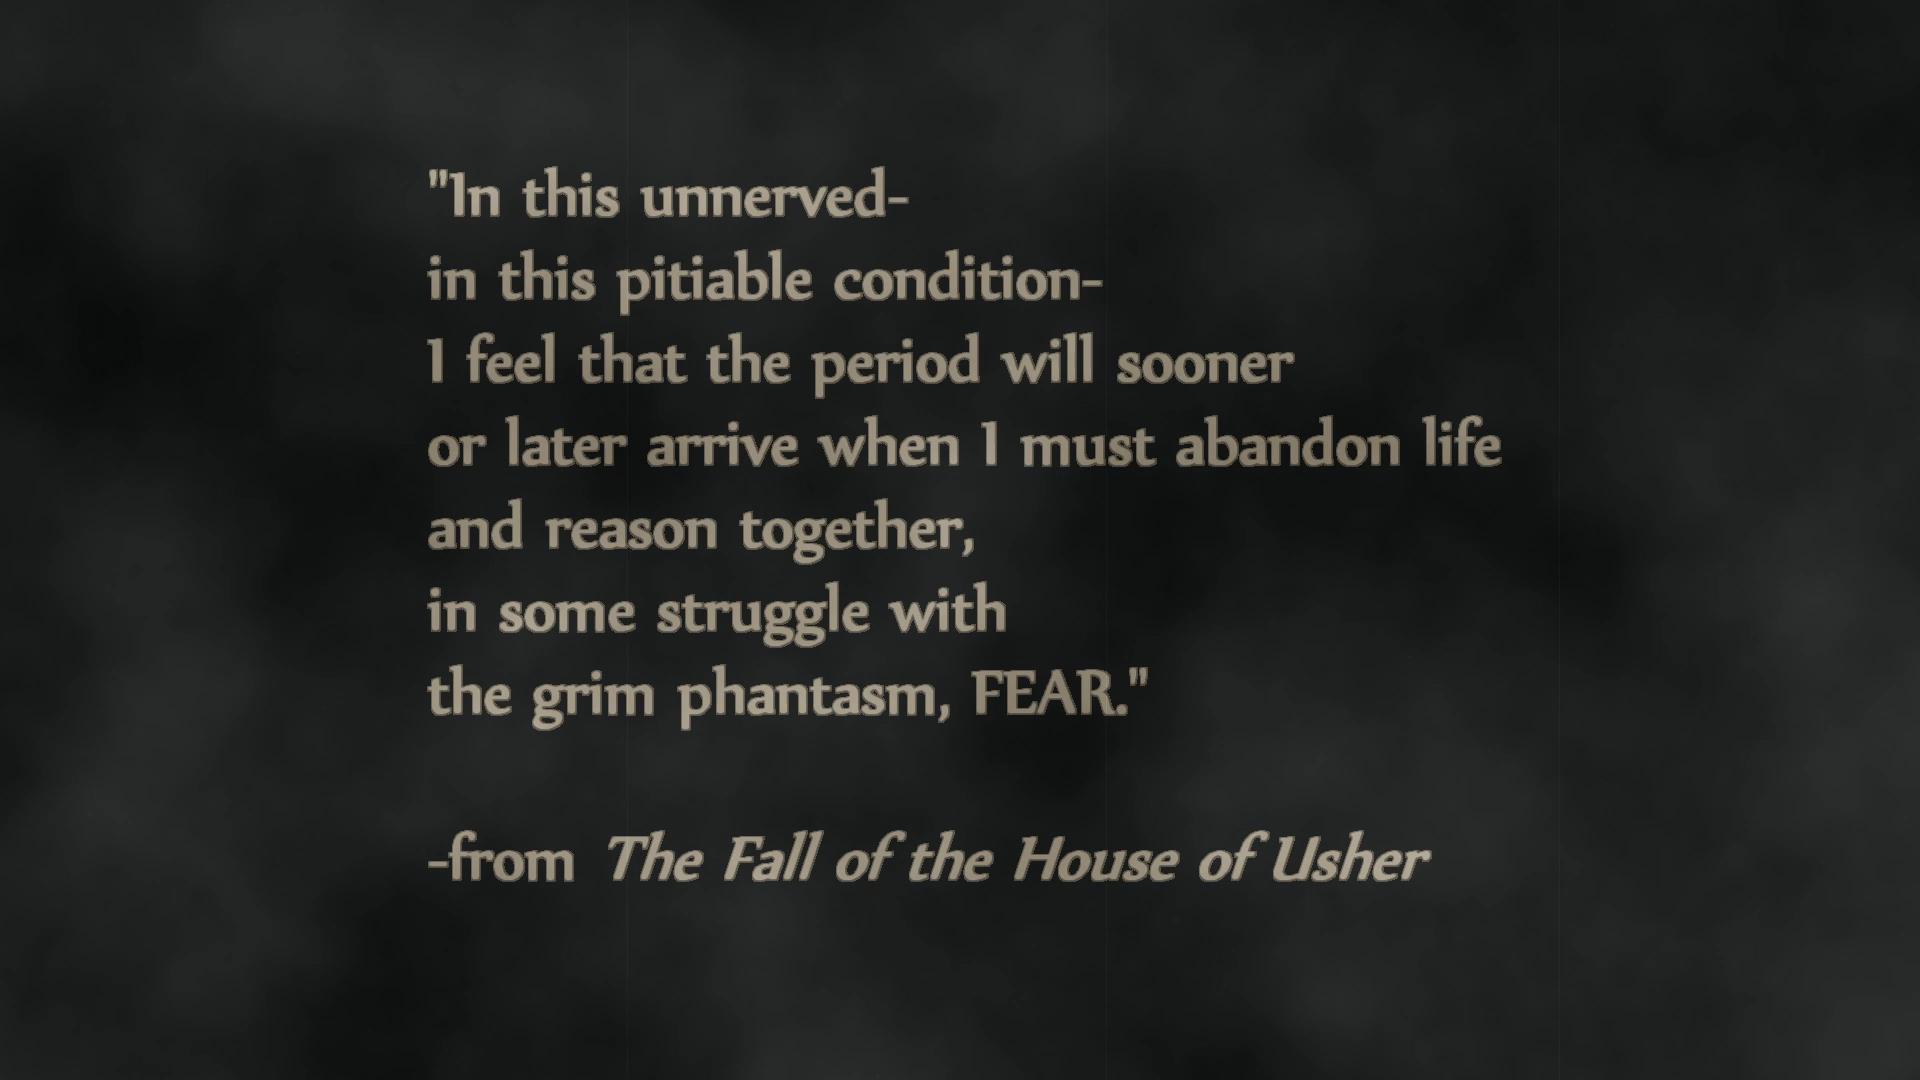 "In this unnerved-
in this pitiable condition-
I feel that the period will sooner
or later arrive when I must abandon life
and reason together,
in some struggle with
the grim phantasm, FEAR."
-from The Fall of the House of Usher